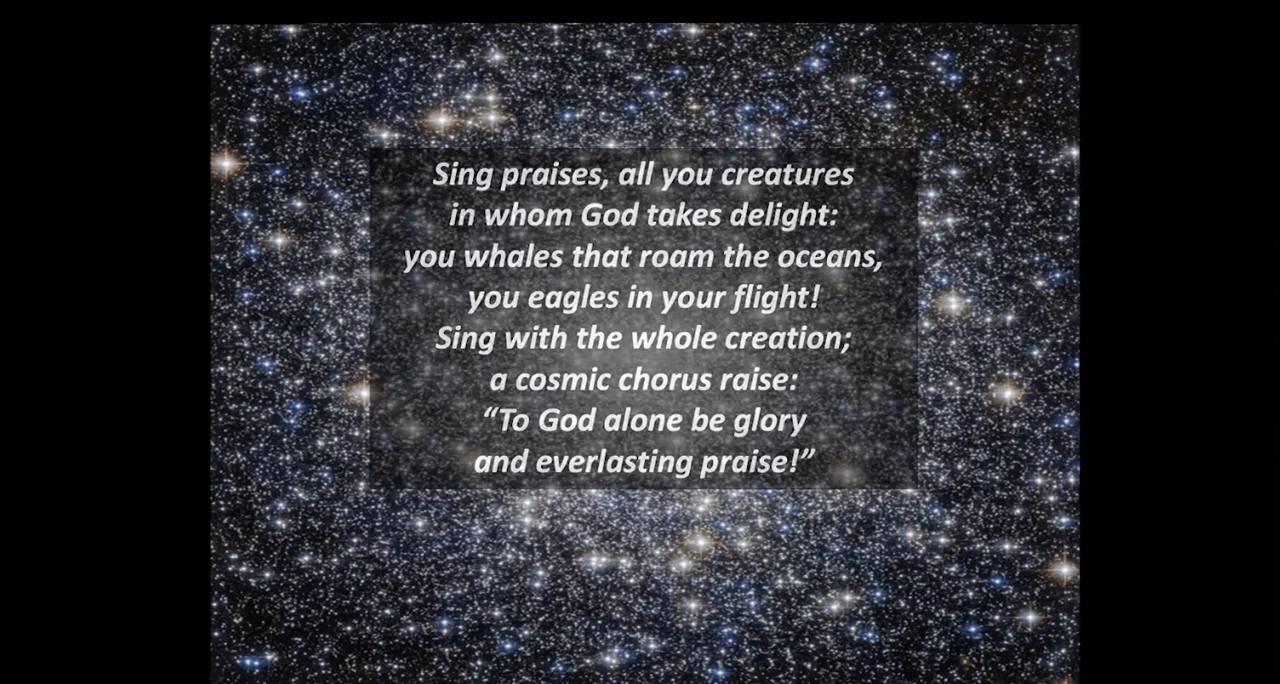 Sing praises, all you creatures
in whom God takes delight:
you whales that roam the oceans,
you eagles in your flight!
Sing with the whole creation;
a cosmic chorus raise:
“To God alone be glory
and everlasting praise!”